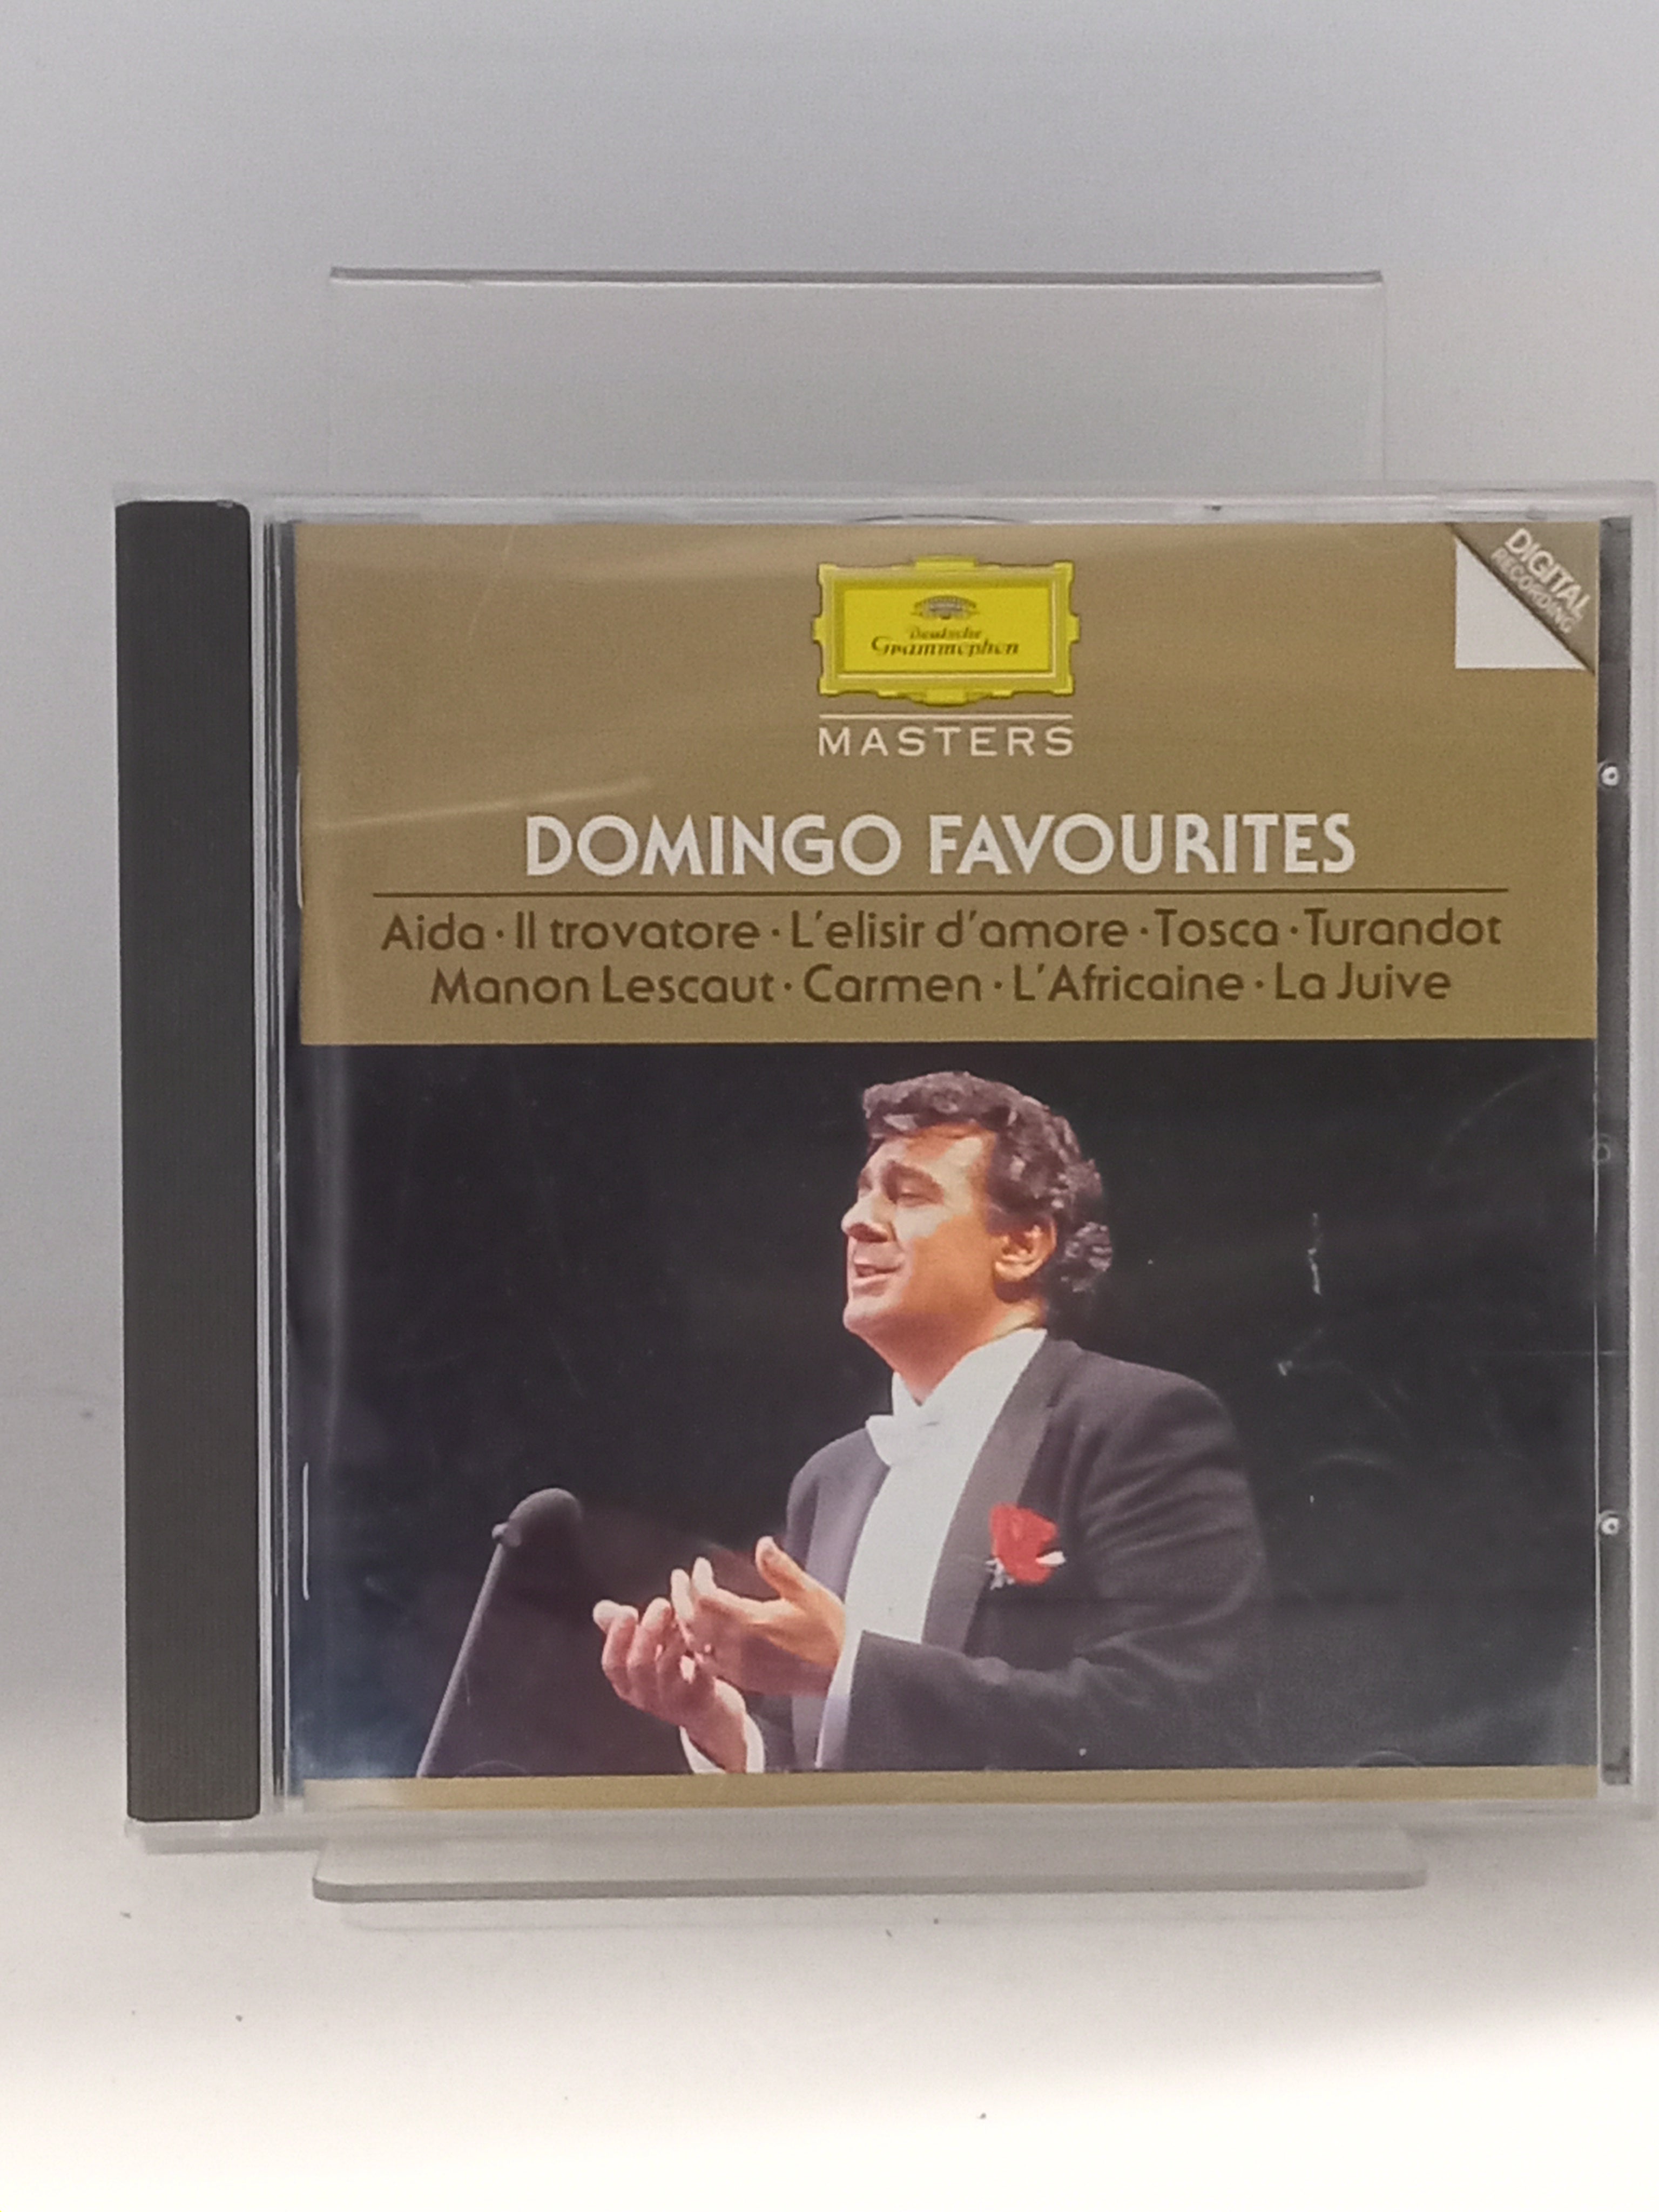 DIGITAL
RECORDING
Deutsche
Grammophon
MASTERS
DOMINGO FAVOURITES
Aida · Il trovatore · L'elisir d'amore · Tosca · Turandot
Manon Lescaut · Carmen · L'Africaine · La Juive